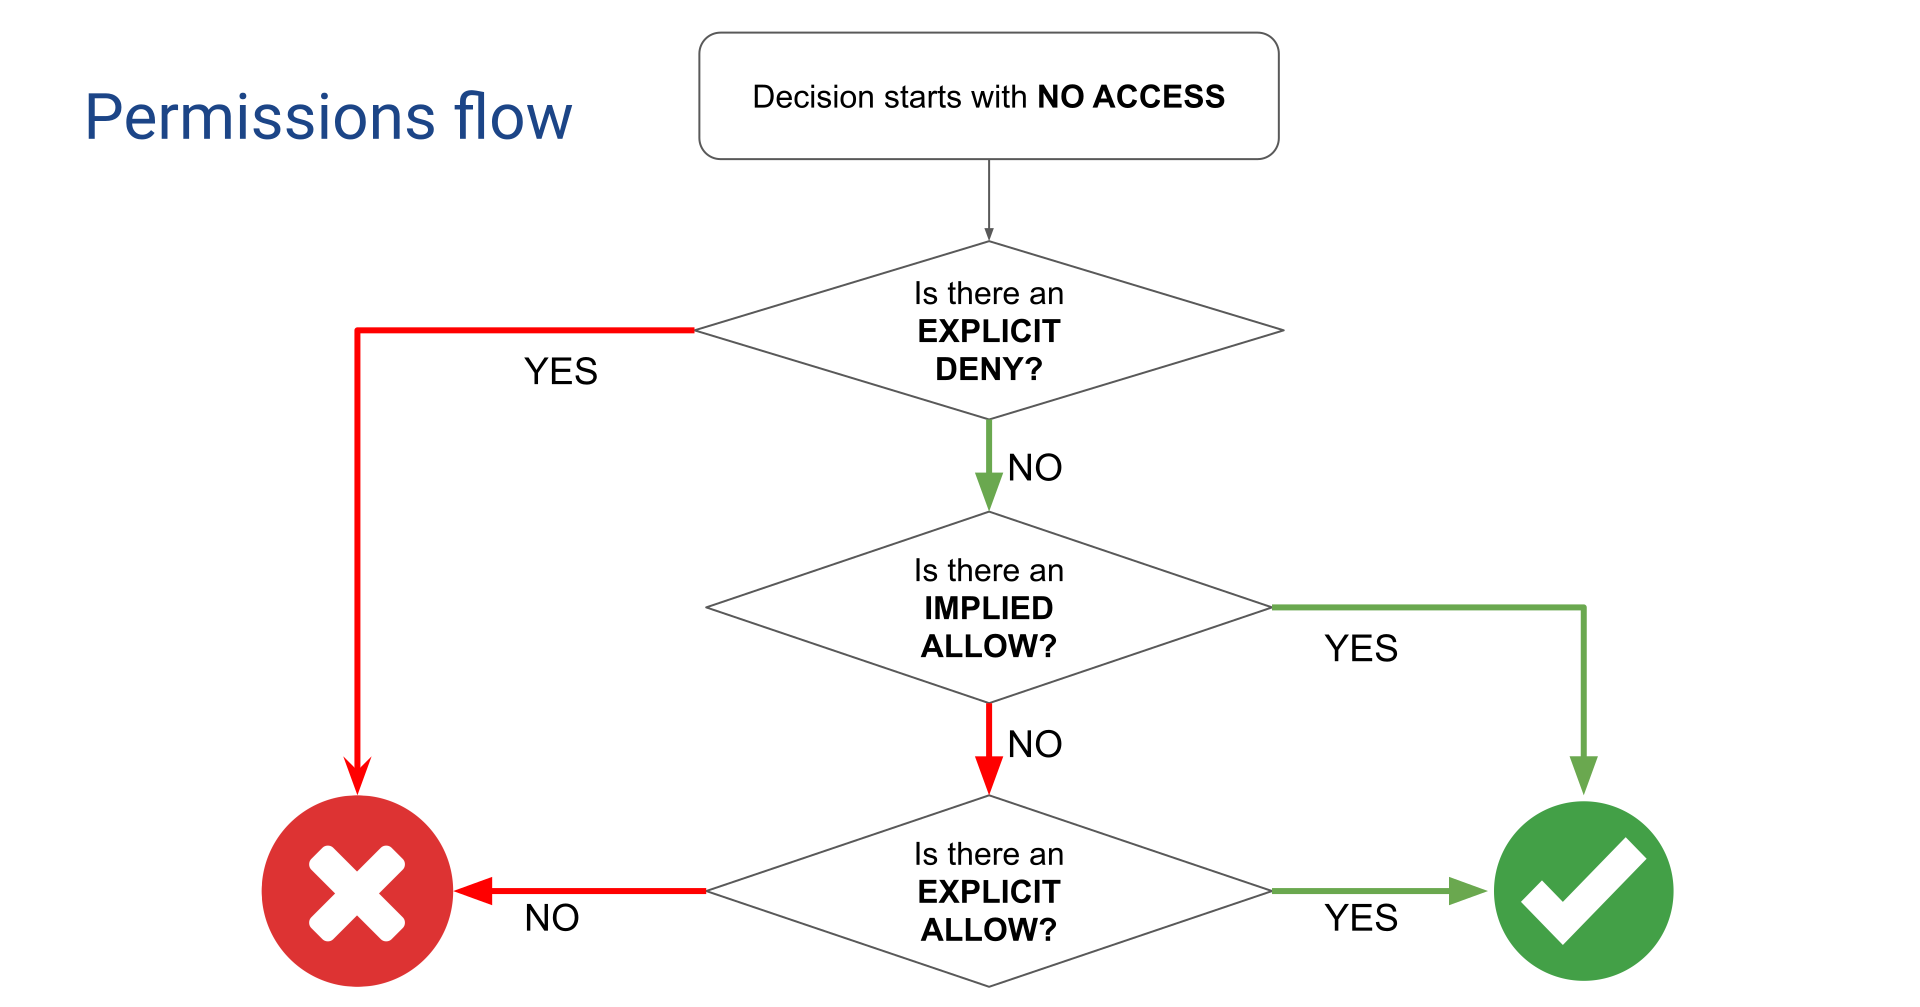 Permissions flow
Decision starts with NO ACCESS
Is there an
EXPLICIT
DENY?
YES
NO
Is there an
IMPLIED
ALLOW?
YES
NO
Is there an
EXPLICIT
ALLOW?
NO
YES